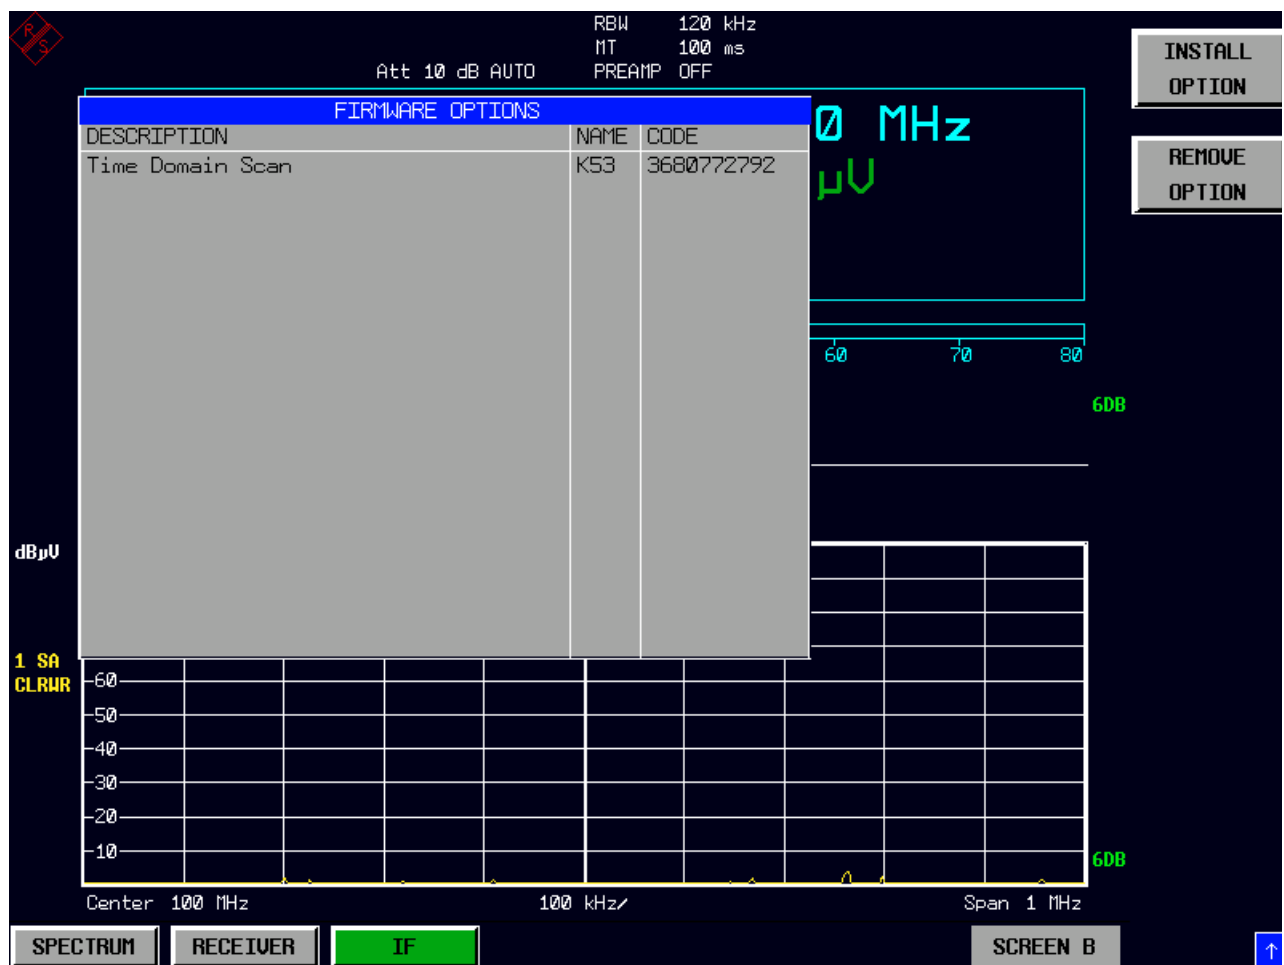 R
S
RBW 120 kHz
MT 100 ms
Att 10 dB AUTO PREAMP OFF
INSTALL
OPTION
FIRMWARE OPTIONS
0 MHz
DESCRIPTION NAME CODE
Time Domain Scan K53 3680772792
µV
REMOVE
OPTION
60 70 80
6DB
dBµV
1 SA
CLRWR
-60
-50
-40
-30
-20
-10
6DB
Center 100 MHz 100 kHz/ Span 1 MHz
SPECTRUM RECEIVER IF SCREEN B ↑